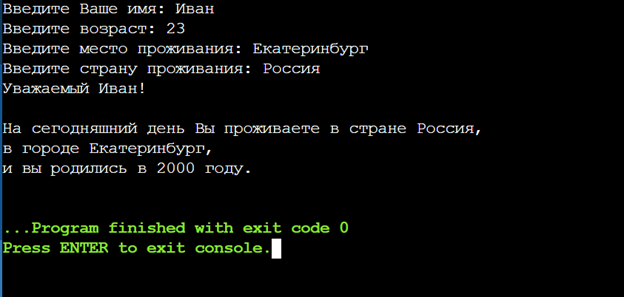 Введите Ваше имя: Иван
Введите возраст: 23
Введите место проживания: Екатеринбург
Введите страну проживания: Россия
Уважаемый Иван!
На сегодняшний день Вы проживаете в стране Россия,
в городе Екатеринбург,
и вы родились в 2000 году.
...Program finished with exit code 0
Press ENTER to exit console.